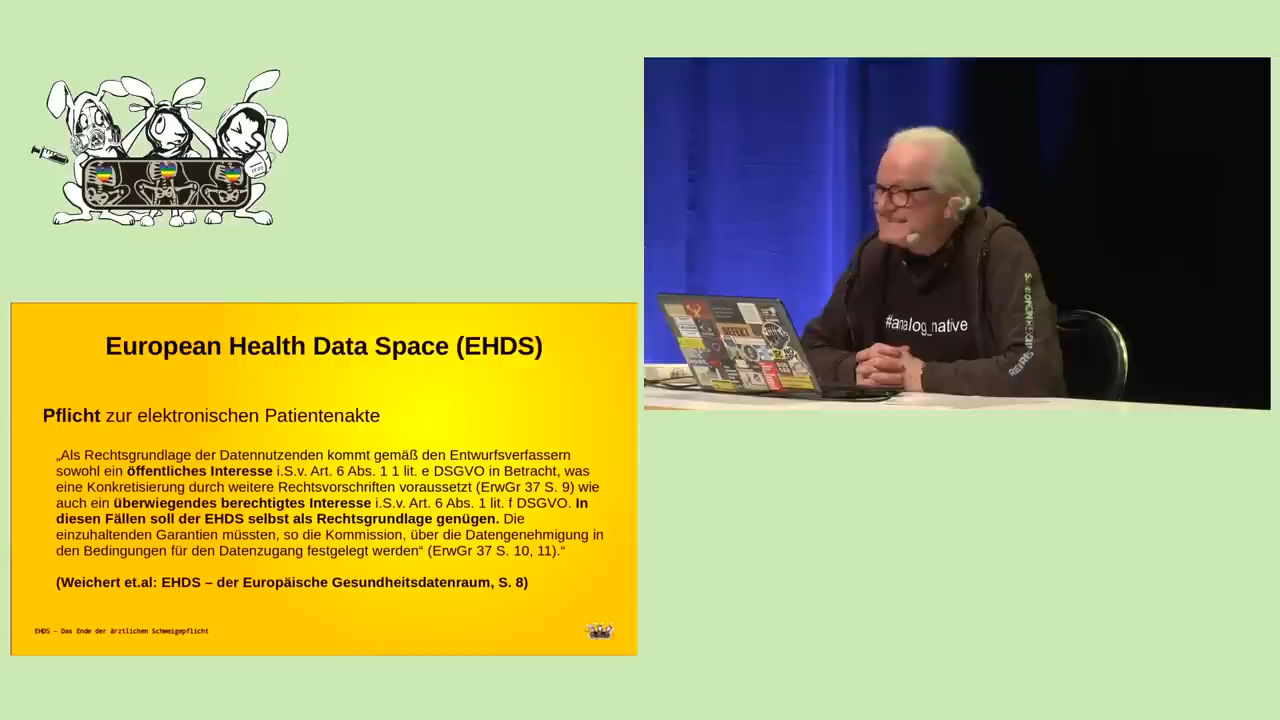 European Health Data Space (EHDS)
Pflicht zur elektronischen Patientenakte
„Als Rechtsgrundlage der Datennutzenden kommt gemäß den Entwurfsverfassern
sowohl ein öffentliches Interesse i.S.v. Art. 6 Abs. 1 1 lit. e DSGVO in Betracht, was
eine Konkretisierung durch weitere Rechtsvorschriften voraussetzt (ErwGr 37 S. 9) wie
auch ein überwiegendes berechtigtes Interesse i.S.v. Art. 6 Abs. 1 lit. f DSGVO. In
diesen Fällen soll der EHDS selbst als Rechtsgrundlage genügen. Die
einzuhaltenden Garantien müssten, so die Kommission, über die Datengenehmigung in
den Bedingungen für den Datenzugang festgelegt werden“ (ErwGr 37 S. 10, 11).“
(Weichert et.al: EHDS – der Europäische Gesundheitsdatenraum, S. 8)
EHDS – Das Ende der ärztlichen Schweigepflicht
#analog_native
DEFEKT